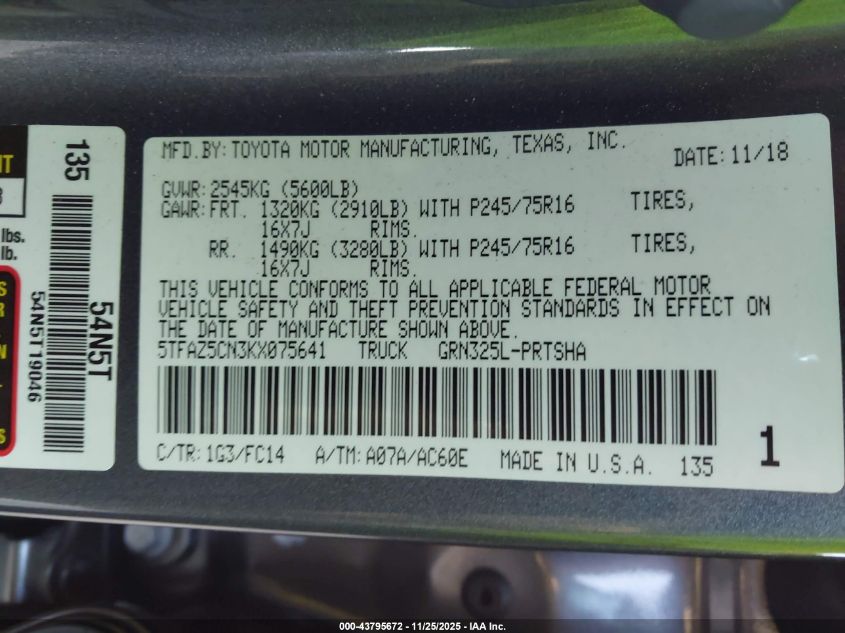 MFD.BY:TOYOTA MOTOR MANUFACTURING, TEXAS, INC.
DATE:11/18
GVWR:2545KG (5600LB)
GAWR:FRT. 1320KG (2910LB) WITH P245/75R16 TIRES,
16X7J RIMS.
RR. 1490KG (3280LB) WITH P245/75R16 TIRES,
16X7J RIMS.
THIS VEHICLE CONFORMS TO ALL APPLICABLE FEDERAL MOTOR
VEHICLE SAFETY AND THEFT PREVENTION STANDARDS IN EFFECT ON
THE DATE OF MANUFACTURE SHOWN ABOVE.
5TFAZ5CN3KX075641 TRUCK GRN325L-PRTSHA
C/TR:1G3/FC14 A/TM:A07A/AC60E MADE IN U.S.A. 135
1
135
54N5T
54N5T19046
lbs.
lb.
000-43795672 - 11/25/2025 - IAA Inc.